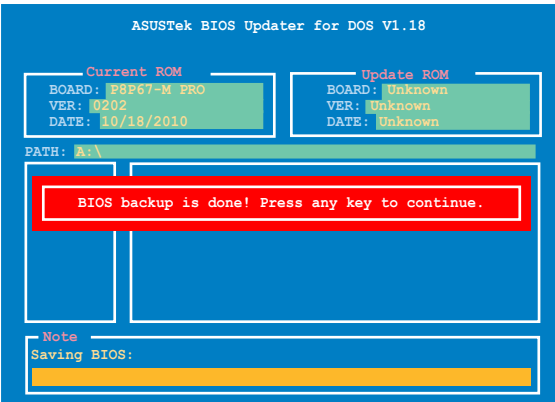 ASUSTek BIOS Updater for DOS V1.18
Current ROM
BOARD: P8P67-M PRO
VER: 0202
DATE: 10/18/2010
Update ROM
BOARD: Unknown
VER: Unknown
DATE: Unknown
PATH: A:\
BIOS backup is done! Press any key to continue.
Note
Saving BIOS: